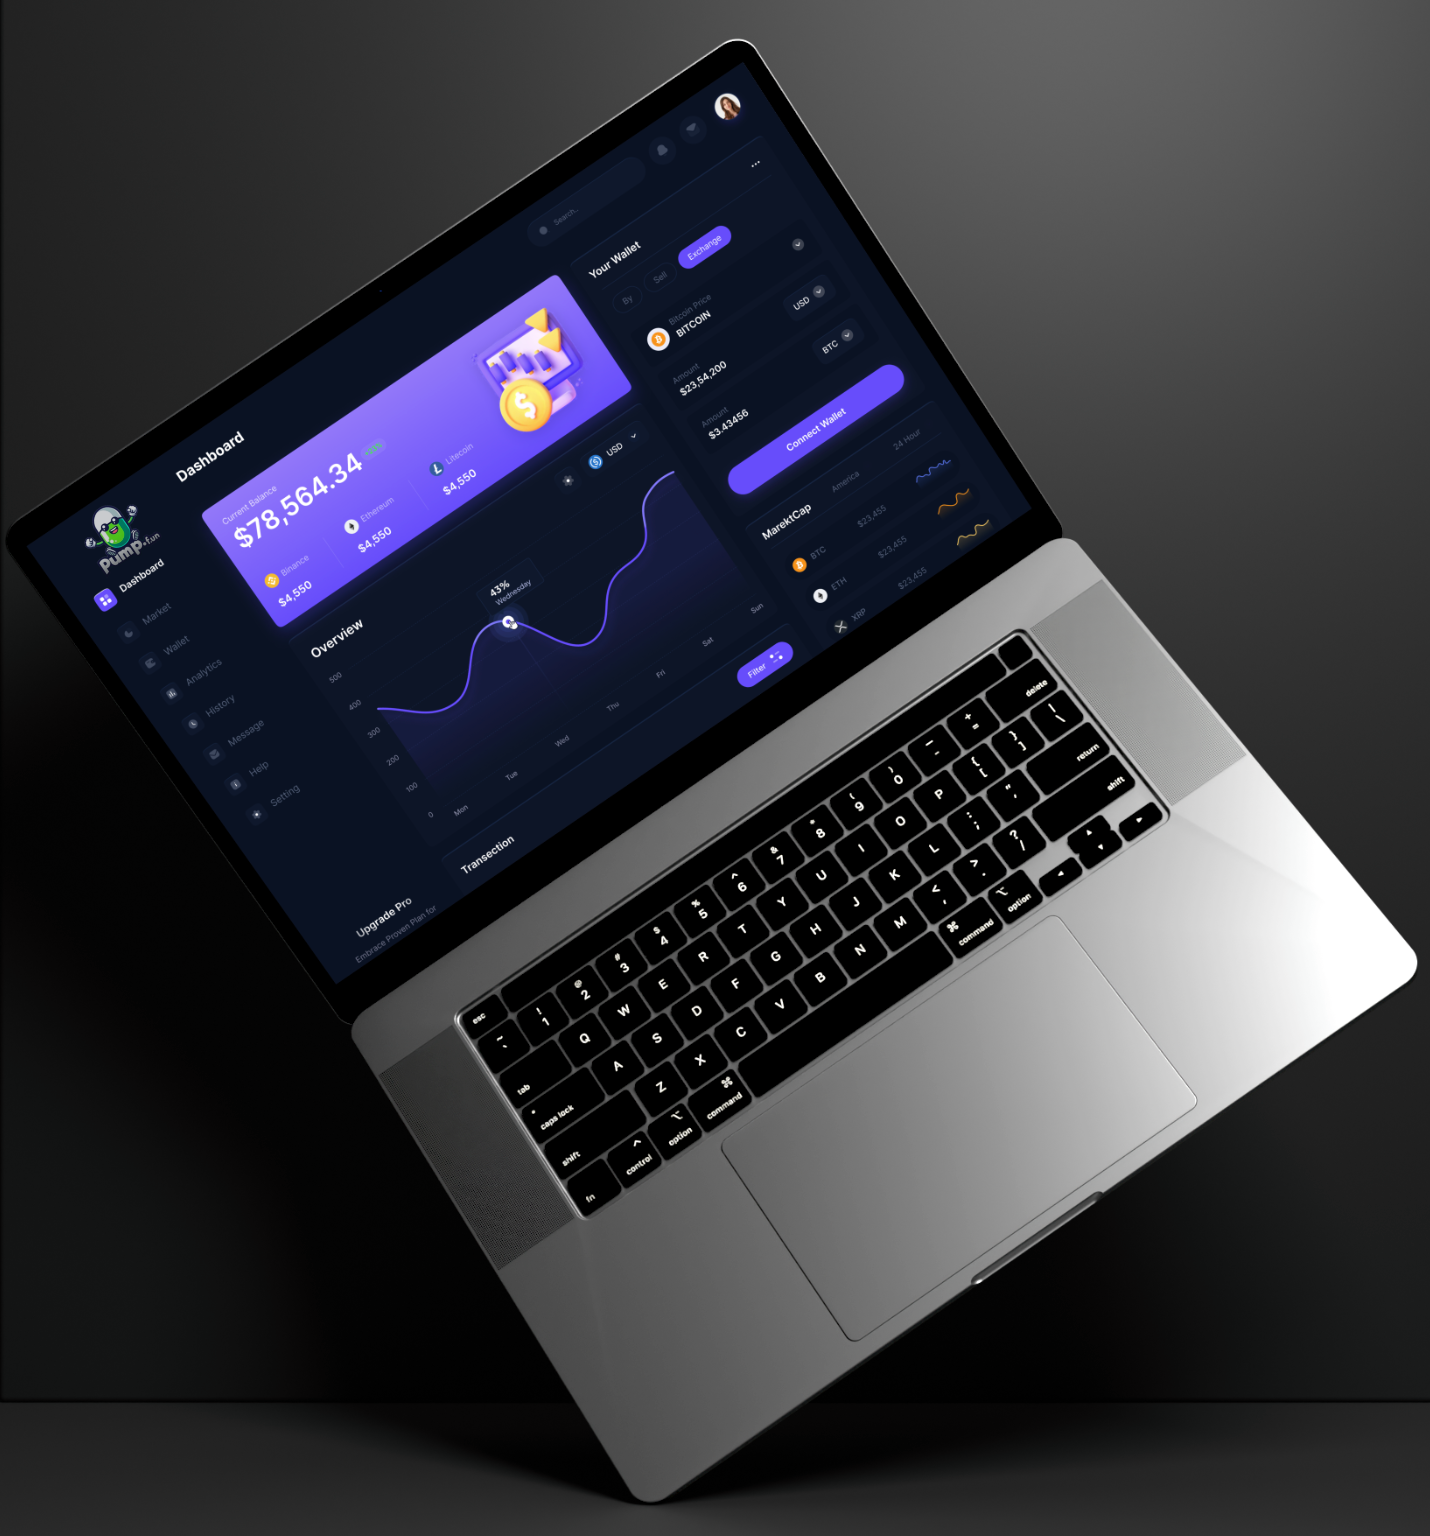 Search...
Pump.fun
Dashboard
Market
Wallet
Analytics
History
Message
Help
Setting
Upgrade Pro
Embrace Proven Plan for
Dashboard
Current Balance
$78,564.34
Binance
$4,550
Ethereum
$4,550
Litecoin
$4,550
Overview
USD
43%
Wednesday
500
400
300
200
100
0
Mon
Tue
Wed
Thu
Fri
Sat
Sun
Transection
Filter
Your Wallet
...
By
Sell
Exchange
Bitcoin Price
BITCOIN
Amount
$23,54,200
USD
Amount
$3.43456
BTC
Connect Wallet
MarektCap
America
24 Hour
BTC
$23,455
ETH
$23,455
XRP
$23,455
esc
~ `
! 1
@ 2
# 3
$ 4
% 5
^ 6
& 7
* 8
( 9
) 0
— -
+ =
delete
tab
Q W E R T Y U I O P
{ [
} ]
| \
caps lock
A S D F G H J K L
: ;
" '
return
shift
Z X C V B N M
< ,
> .
? /
shift
fn
^ control
⌥ option
⌘ command
⌘ command
⌥ option